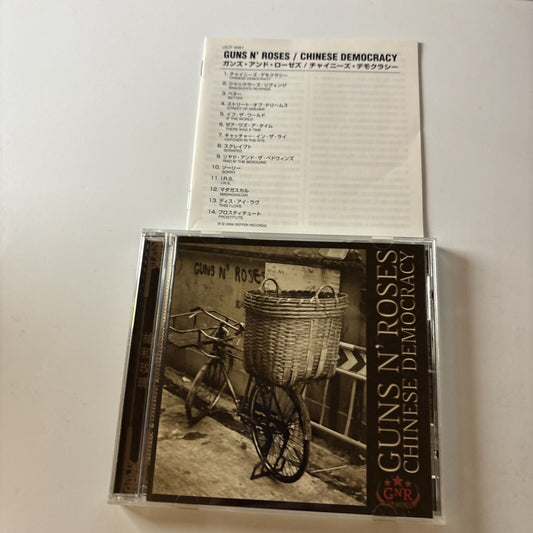 GUNS N' ROSES / CHINESE DEMOCRACY
ガンズ・アンド・ローゼズ / チャイニーズ・デモクラシー
1. チャイニーズ・デモクラシー
CHINESE DEMOCRACY
2. シャックラーズ・リヴェンジ
SHACKLER'S REVENGE
3. ベター
BETTER
4. ストリート・オブ・ドリームス
STREET OF DREAMS
5. イフ・ザ・ワールド
IF THE WORLD
6. ゼア・ワズ・ア・タイム
THERE WAS A TIME
7. キャッチャー・イン・ザ・ライ
CATCHER IN THE RYE
8. スクレイプト
SCRAPED
9. リヤド・アンド・ザ・ベドウィンズ
RIAD N' THE BEDOUINS
10. ソーリー
SORRY
11. I.R.S.
I.R.S.
12. マダガスカル
MADAGASCAR
13. ディス・アイ・ラヴ
THIS I LOVE
14. プロスティテュート
PROSTITUTE
GUNS N' ROSES
GUNS N' ROSES
CHINESE DEMOCRACY
GNR